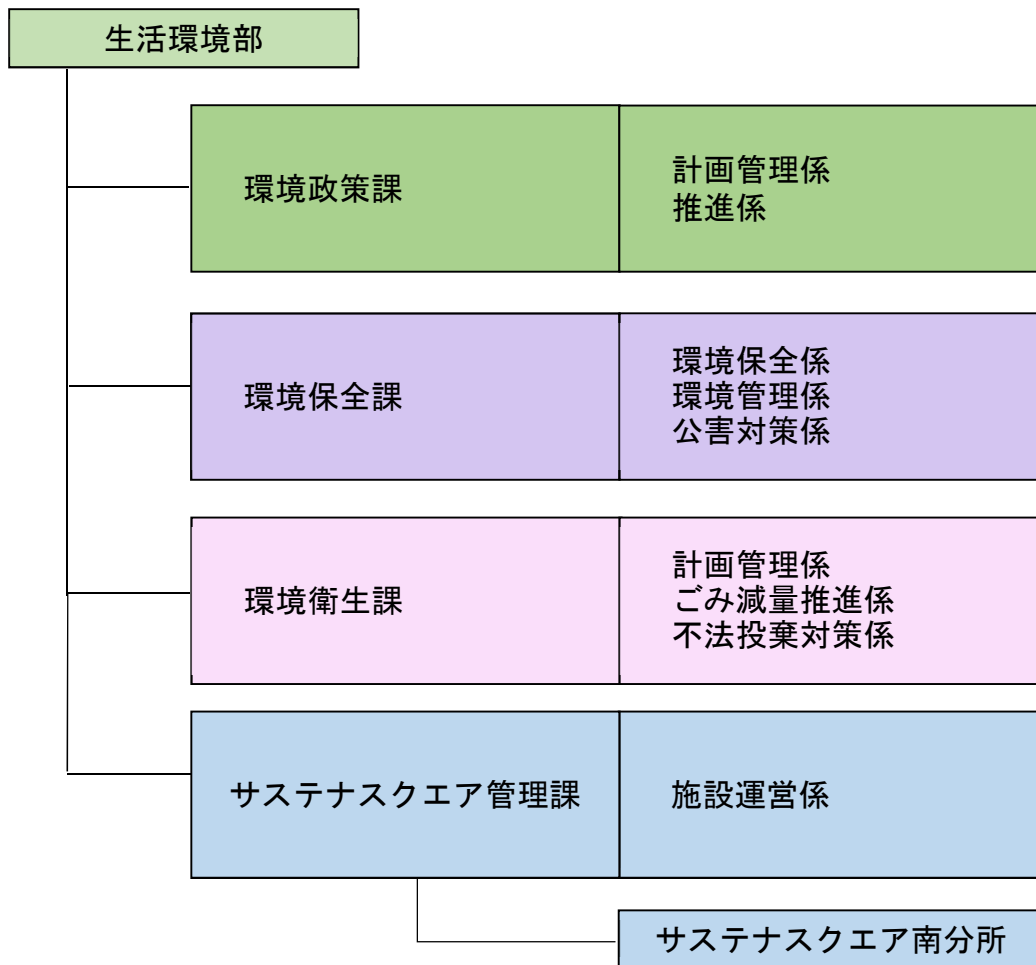 生活環境部
環境政策課
計画管理係
推進係
環境保全課
環境保全係
環境管理係
公害対策係
環境衛生課
計画管理係
ごみ減量推進係
不法投棄対策係
サステナスクエア管理課
施設運営係
サステナスクエア南分所